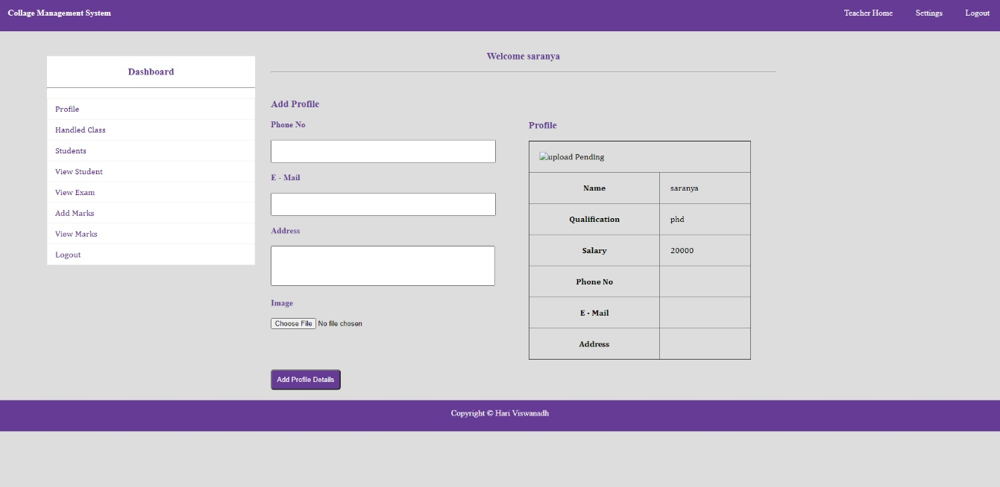 Collage Management System
Teacher Home Settings Logout
Welcome saranya
Dashboard
Profile
Handled Class
Students
View Student
View Exam
Add Marks
View Marks
Logout
Add Profile
Phone No
E - Mail
Address
Image
Choose File No file chosen
Add Profile Details
Profile
upload Pending
Name saranya
Qualification phd
Salary 20000
Phone No
E - Mail
Address
Copyright © Hari Viswanadh